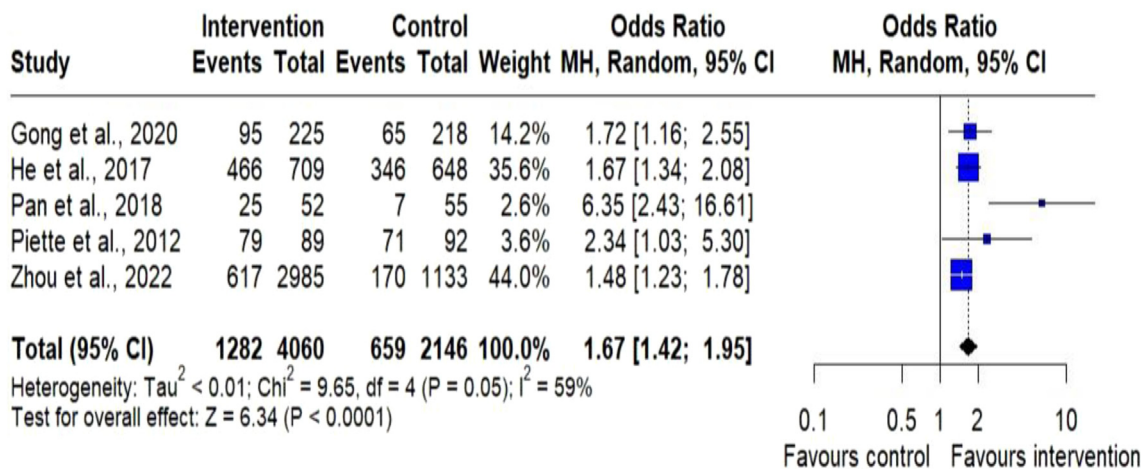 Intervention Control Odds Ratio Odds Ratio
Study Events Total Events Total Weight MH, Random, 95% CI MH, Random, 95% CI
Gong et al., 2020 95 225 65 218 14.2% 1.72 [1.16; 2.55]
He et al., 2017 466 709 346 648 35.6% 1.67 [1.34; 2.08]
Pan et al., 2018 25 52 7 55 2.6% 6.35 [2.43; 16.61]
Piette et al., 2012 79 89 71 92 3.6% 2.34 [1.03; 5.30]
Zhou et al., 2022 617 2985 170 1133 44.0% 1.48 [1.23; 1.78]
Total (95% CI) 1282 4060 659 2146 100.0% 1.67 [1.42; 1.95]
Heterogeneity: Tau² < 0.01; Chi² = 9.65, df = 4 (P = 0.05); I² = 59%
Test for overall effect: Z = 6.34 (P < 0.0001)
0.1 0.5 1 2 10
Favours control Favours intervention